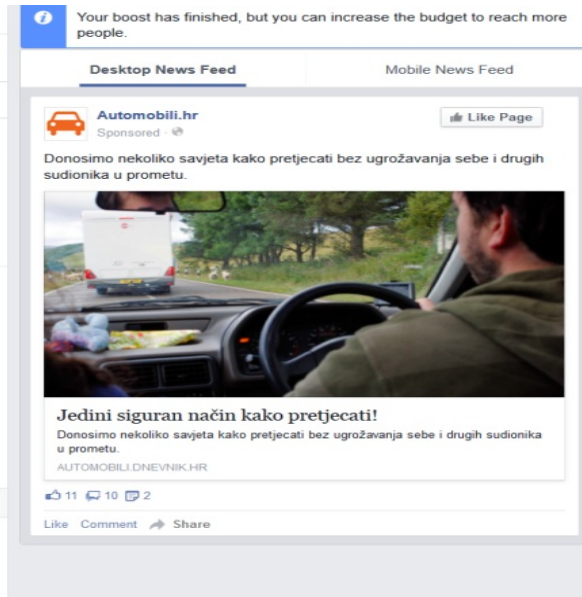 Your boost has finished, but you can increase the budget to reach more
people.
Desktop News Feed
Mobile News Feed
Automobili.hr
Like Page
Sponsored ·
Donosimo nekoliko savjeta kako pretjecati bez ugrožavanja sebe i drugih
sudionika u prometu.
Jedini siguran način kako pretjecati!
Donosimo nekoliko savjeta kako pretjecati bez ugrožavanja sebe i drugih sudionika
u prometu.
AUTOMOBILI.DNEVNIK.HR
11 10 2
Like Comment Share